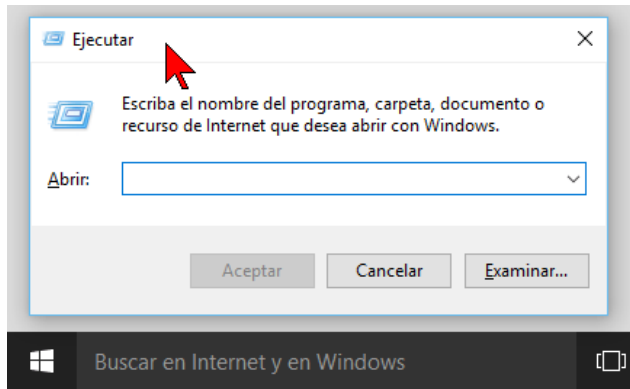 Ejecutar
Escriba el nombre del programa, carpeta, documento o
recurso de Internet que desea abrir con Windows.
Abrir:
Aceptar Cancelar Examinar...
Buscar en Internet y en Windows